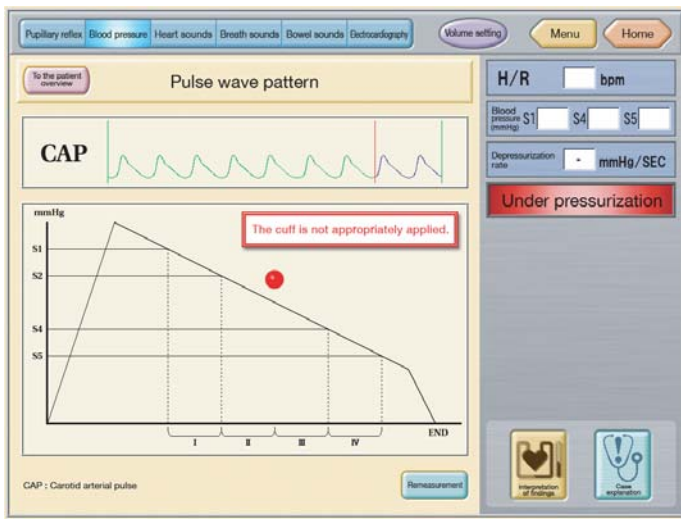 Pupillary reflex
Blood pressure
Heart sounds
Breath sounds
Bowel sounds
Electrocardiography
Volume setting
Menu
Home
To the patient
overview
Pulse wave pattern
H/R bpm
Blood
pressure
(mmHg)
S1 S4 S5
Depressurization
rate
- mmHg/SEC
Under pressurization
CAP
mmHg
The cuff is not appropriately applied.
S1
S2
S4
S5
I II III IV
END
CAP : Carotid arterial pulse
Remeasurement
Interpretation
of findings
Case
explanation